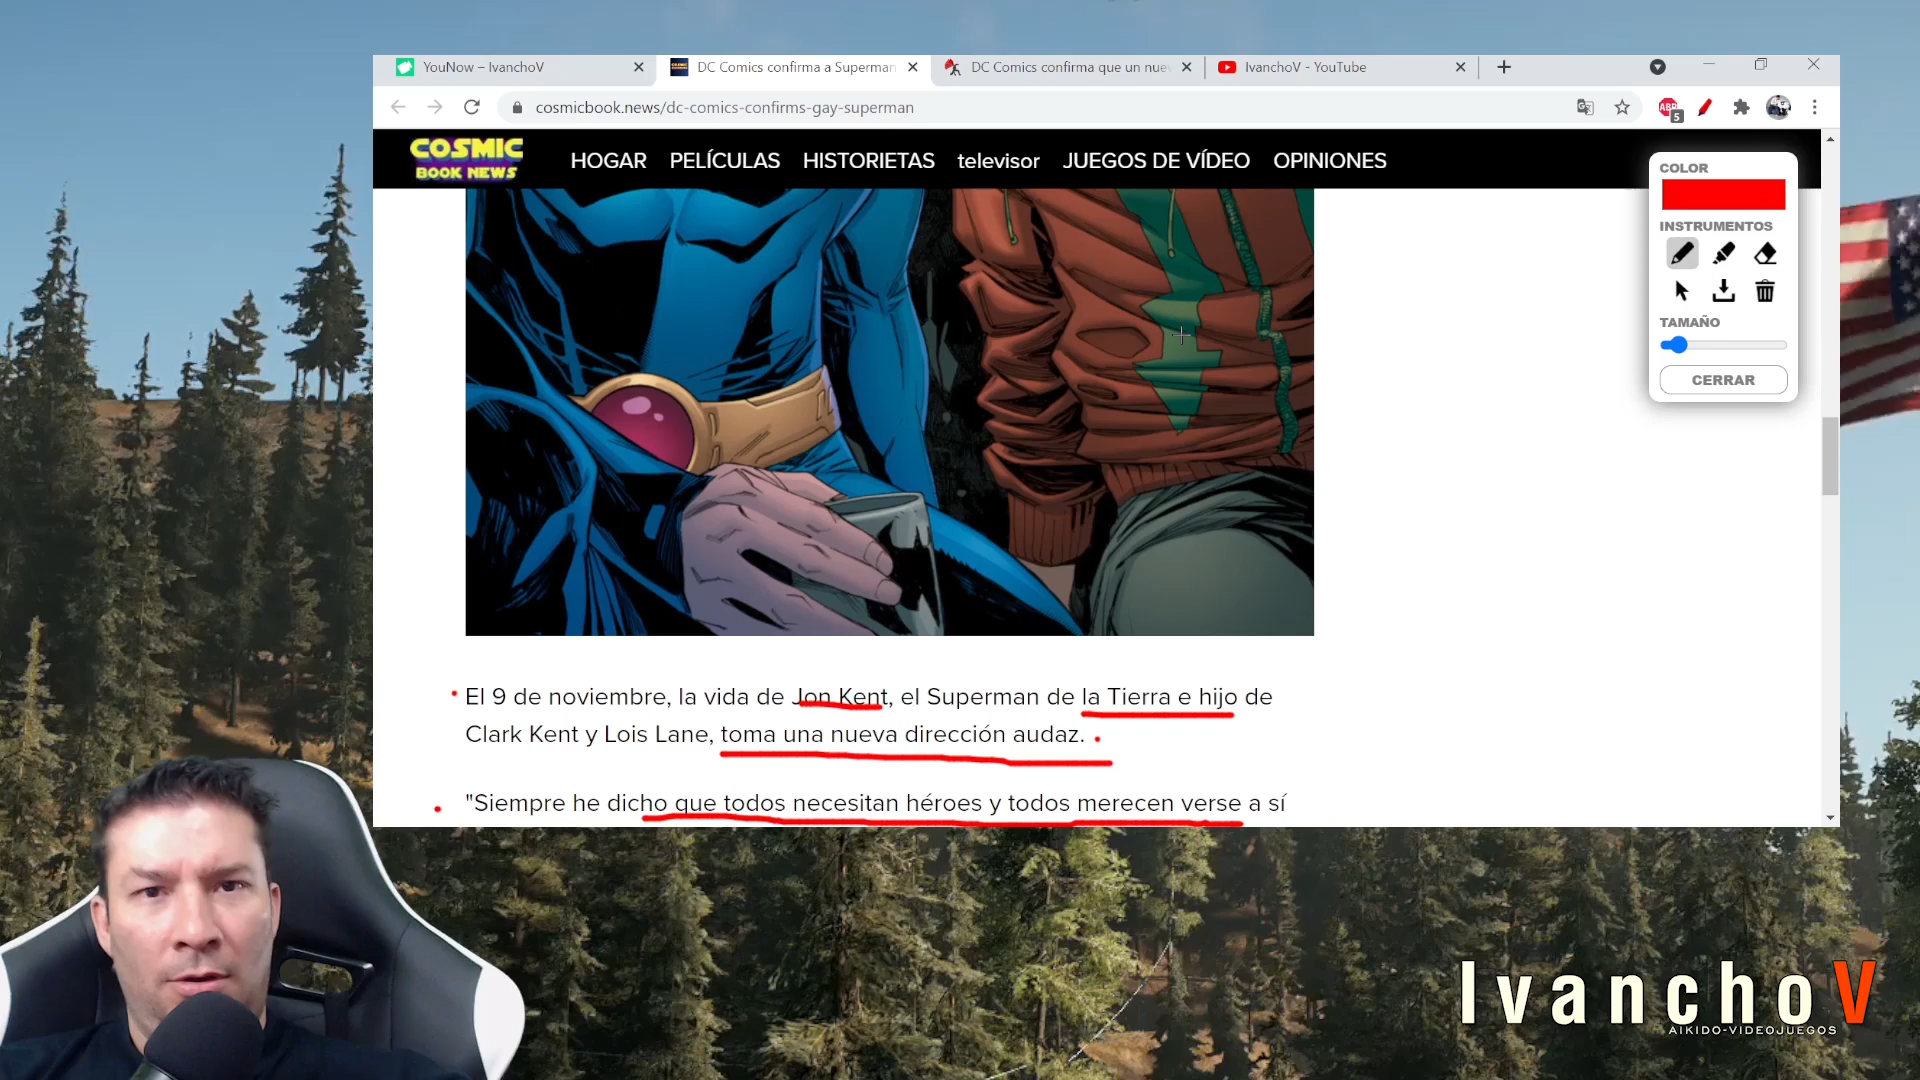 YouNow – IvanchoV
DC Comics confirma a Superman
DC Comics confirma que un nue
IvanchoV - YouTube
cosmicbook.news/dc-comics-confirms-gay-superman
ABP
5
COSMIC
BOOK NEWS
HOGAR PELÍCULAS HISTORIETAS televisor JUEGOS DE VÍDEO OPINIONES
COLOR
INSTRUMENTOS
TAMAÑO
CERRAR
El 9 de noviembre, la vida de Jon Kent, el Superman de la Tierra e hijo de
Clark Kent y Lois Lane, toma una nueva dirección audaz.
"Siempre he dicho que todos necesitan héroes y todos merecen verse a sí
IvanchoV
AIKIDO-VIDEOJUEGOS